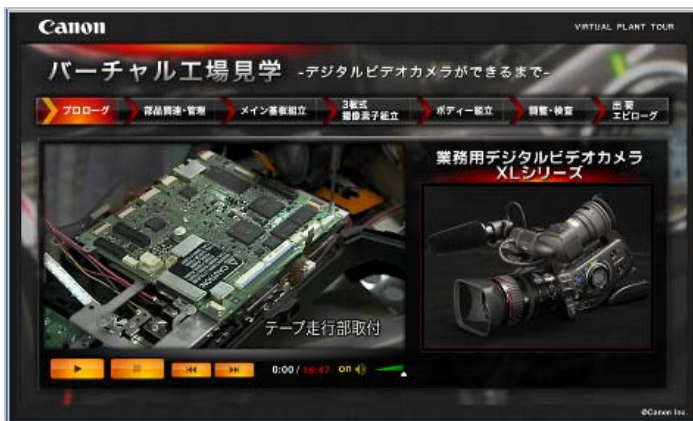 Canon
VIRTUAL PLANT TOUR
バーチャル工場見学 -デジタルビデオカメラができるまで-
プロローグ
部品調達・管理
メイン基板組立
3板式
撮像素子組立
ボディー組立
調整・検査
出荷
エピローグ
業務用デジタルビデオカメラ
XLシリーズ
CAUTION
テープ走行部取付
0:00 / 16:47 on
©Canon Inc.